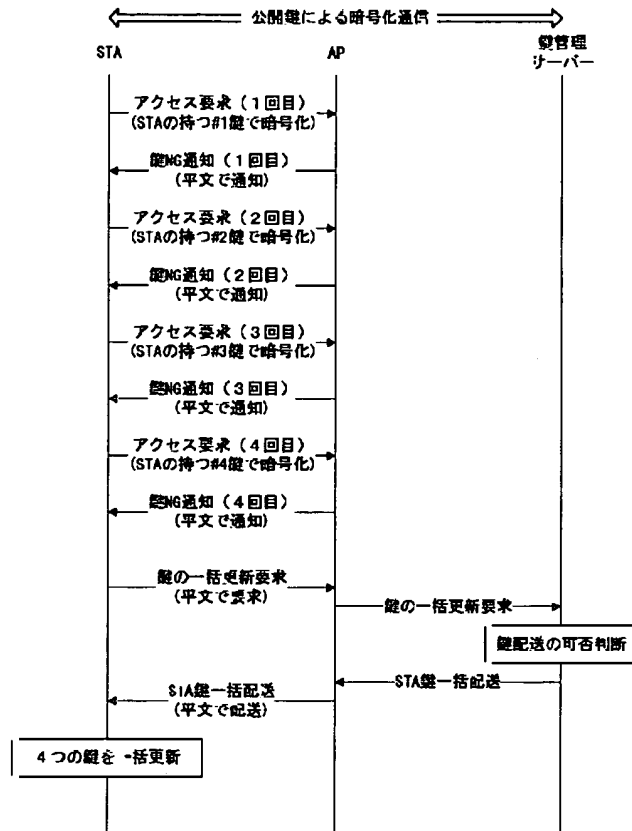 公開鍵による暗号化通信
STA
AP
鍵管理
サーバー
アクセス要求（１回目）
(STAの持つ#1鍵で暗号化)
鍵NG通知（１回目）
(平文で通知)
アクセス要求（２回目）
(STAの持つ#2鍵で暗号化)
鍵NG通知（２回目）
(平文で通知)
アクセス要求（３回目）
(STAの持つ#3鍵で暗号化)
鍵NG通知（３回目）
(平文で通知)
アクセス要求（４回目）
(STAの持つ#4鍵で暗号化)
鍵NG通知（４回目）
(平文で通知)
鍵の一括更新要求
(平文で要求)
鍵の一括更新要求
鍵配送の可否判断
STA鍵一括配送
STA鍵一括配送
(平文で配送)
４つの鍵を一括更新